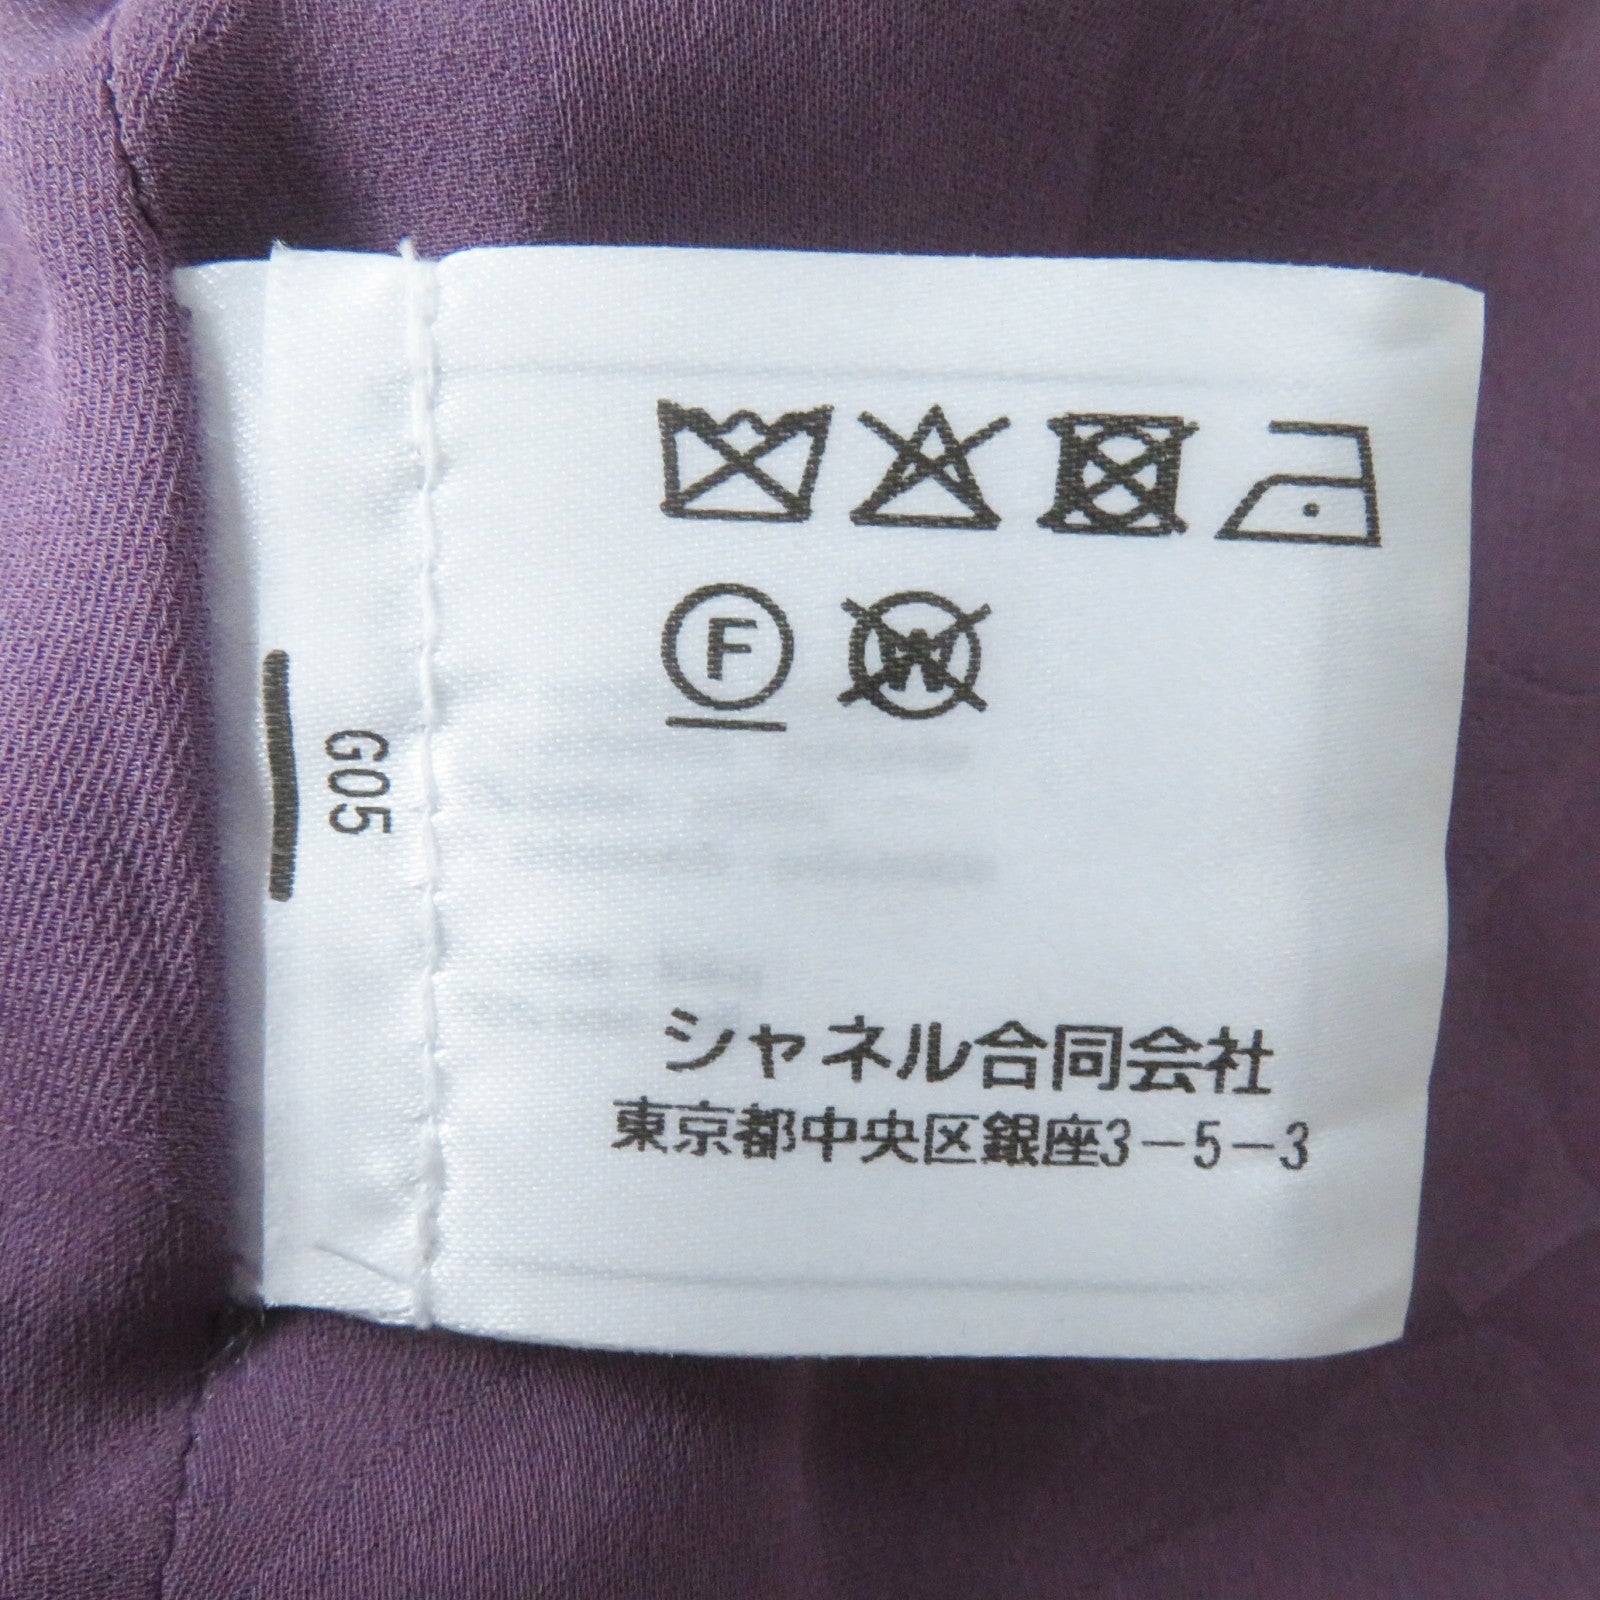 F W
G05
シャネル合同会社
東京都中央区銀座3-5-3